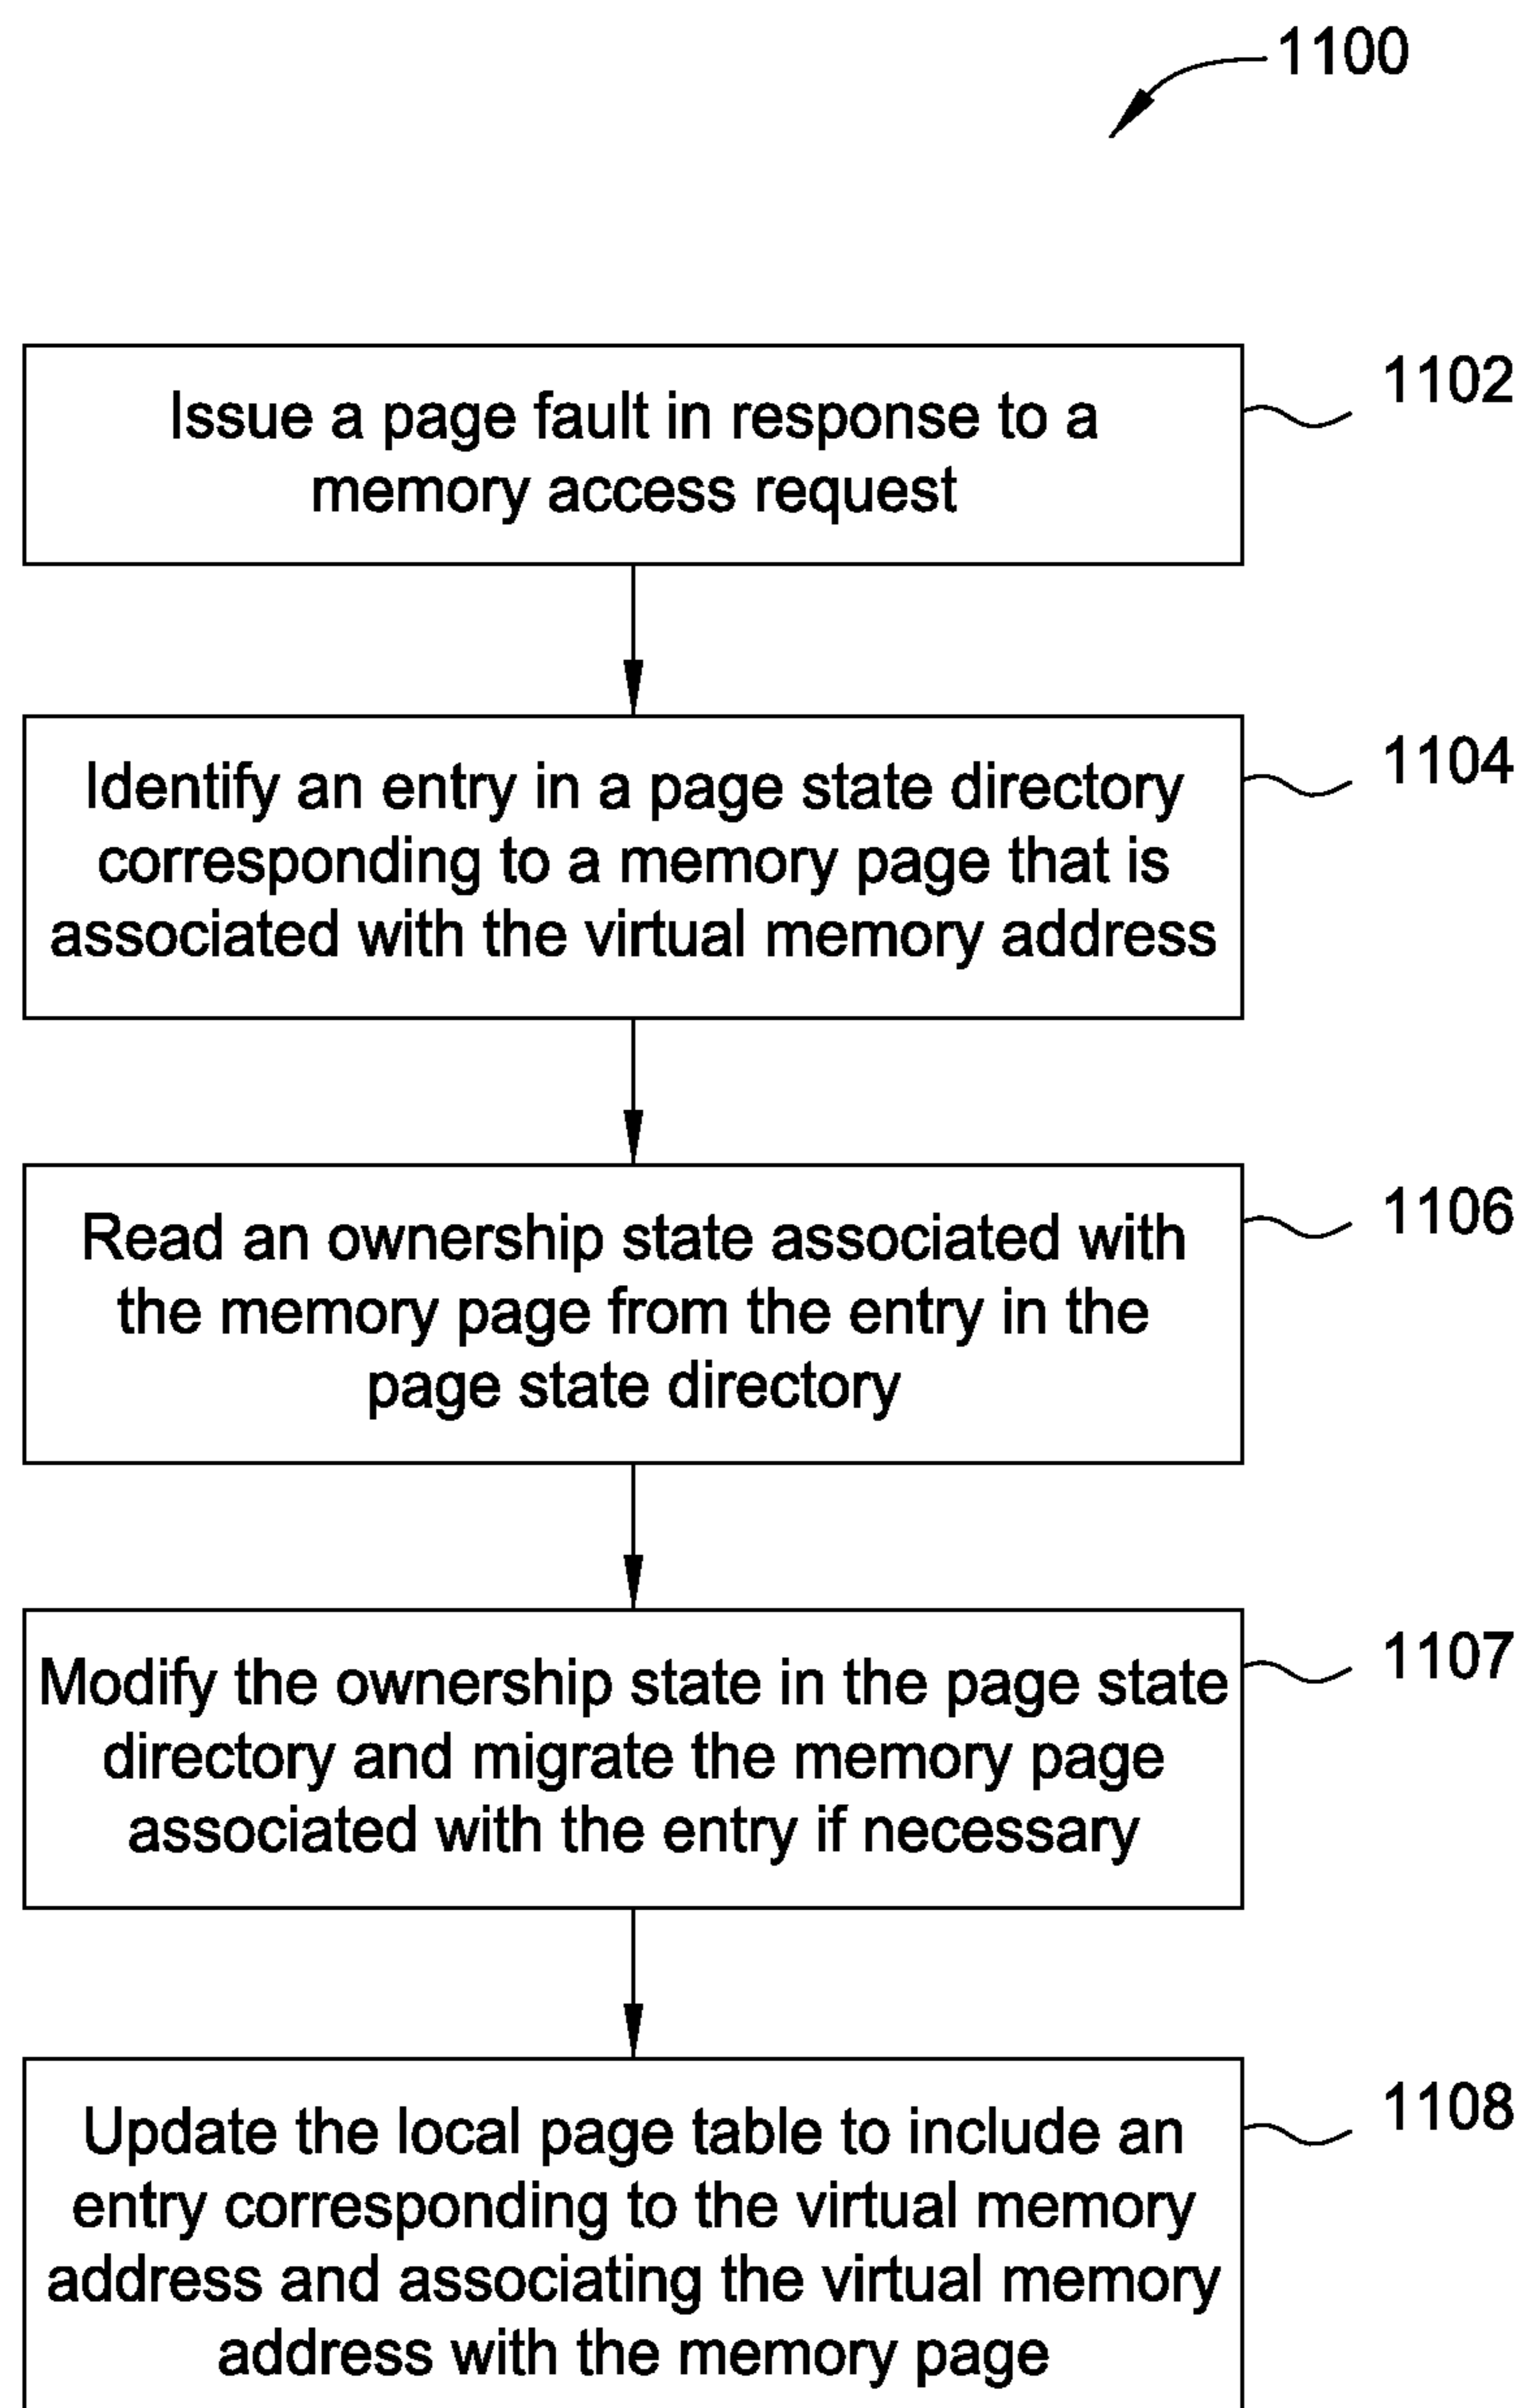 1100
Issue a page fault in response to a
memory access request
1102
Identify an entry in a page state directory
corresponding to a memory page that is
associated with the virtual memory address
1104
Read an ownership state associated with
the memory page from the entry in the
page state directory
1106
Modify the ownership state in the page state
directory and migrate the memory page
associated with the entry if necessary
1107
Update the local page table to include an
entry corresponding to the virtual memory
address and associating the virtual memory
address with the memory page
1108